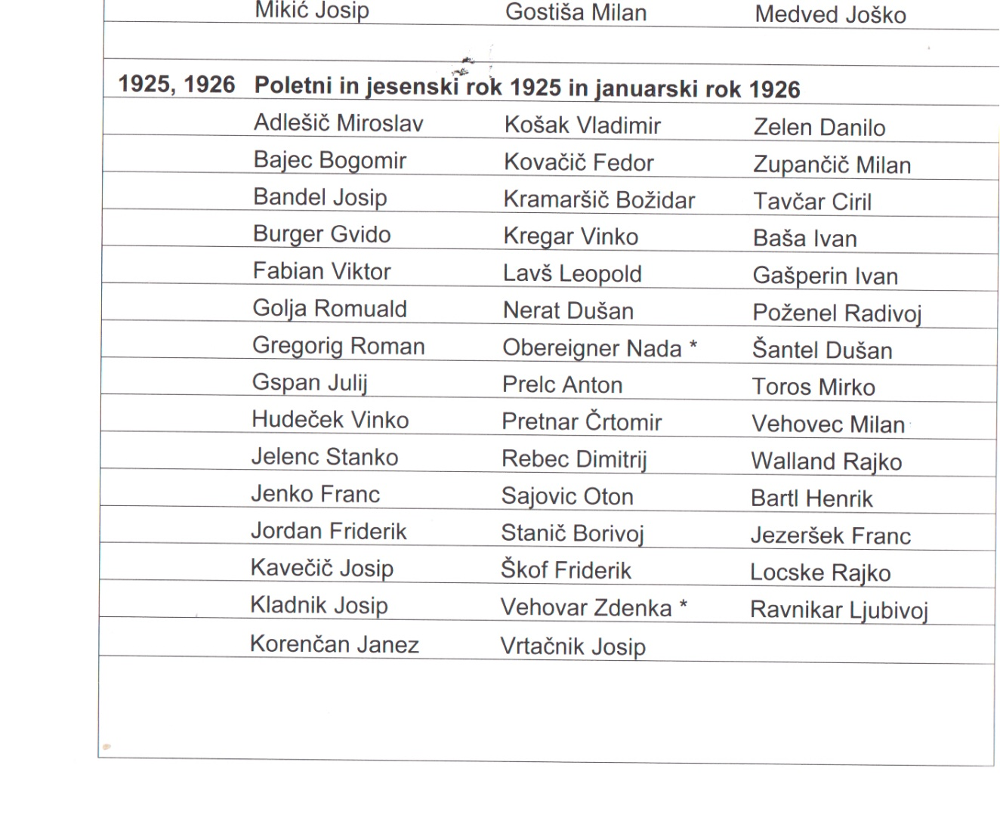 Mikić Josip Gostiša Milan Medved Joško
1925, 1926 Poletni in jesenski rok 1925 in januarski rok 1926
Adlešič Miroslav Košak Vladimir Zelen Danilo
Bajec Bogomir Kovačič Fedor Zupančič Milan
Bandel Josip Kramaršič Božidar Tavčar Ciril
Burger Gvido Kregar Vinko Baša Ivan
Fabian Viktor Lavš Leopold Gašperin Ivan
Golja Romuald Nerat Dušan Poženel Radivoj
Gregorig Roman Obereigner Nada * Šantel Dušan
Gspan Julij Prelc Anton Toros Mirko
Hudeček Vinko Pretnar Črtomir Vehovec Milan
Jelenc Stanko Rebec Dimitrij Walland Rajko
Jenko Franc Sajovic Oton Bartl Henrik
Jordan Friderik Stanič Borivoj Jezeršek Franc
Kavečič Josip Škof Friderik Locske Rajko
Kladnik Josip Vehovar Zdenka * Ravnikar Ljubivoj
Korenčan Janez Vrtačnik Josip